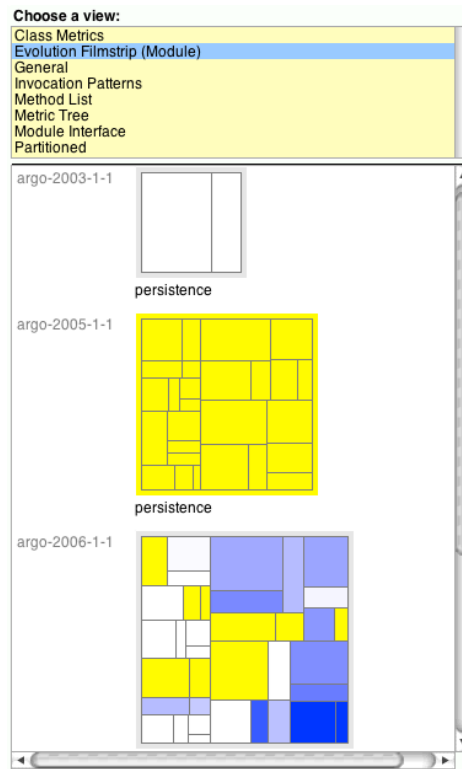 Choose a view:
Class Metrics
Evolution Filmstrip (Module)
General
Invocation Patterns
Method List
Metric Tree
Module Interface
Partitioned
argo-2003-1-1
persistence
argo-2005-1-1
persistence
argo-2006-1-1